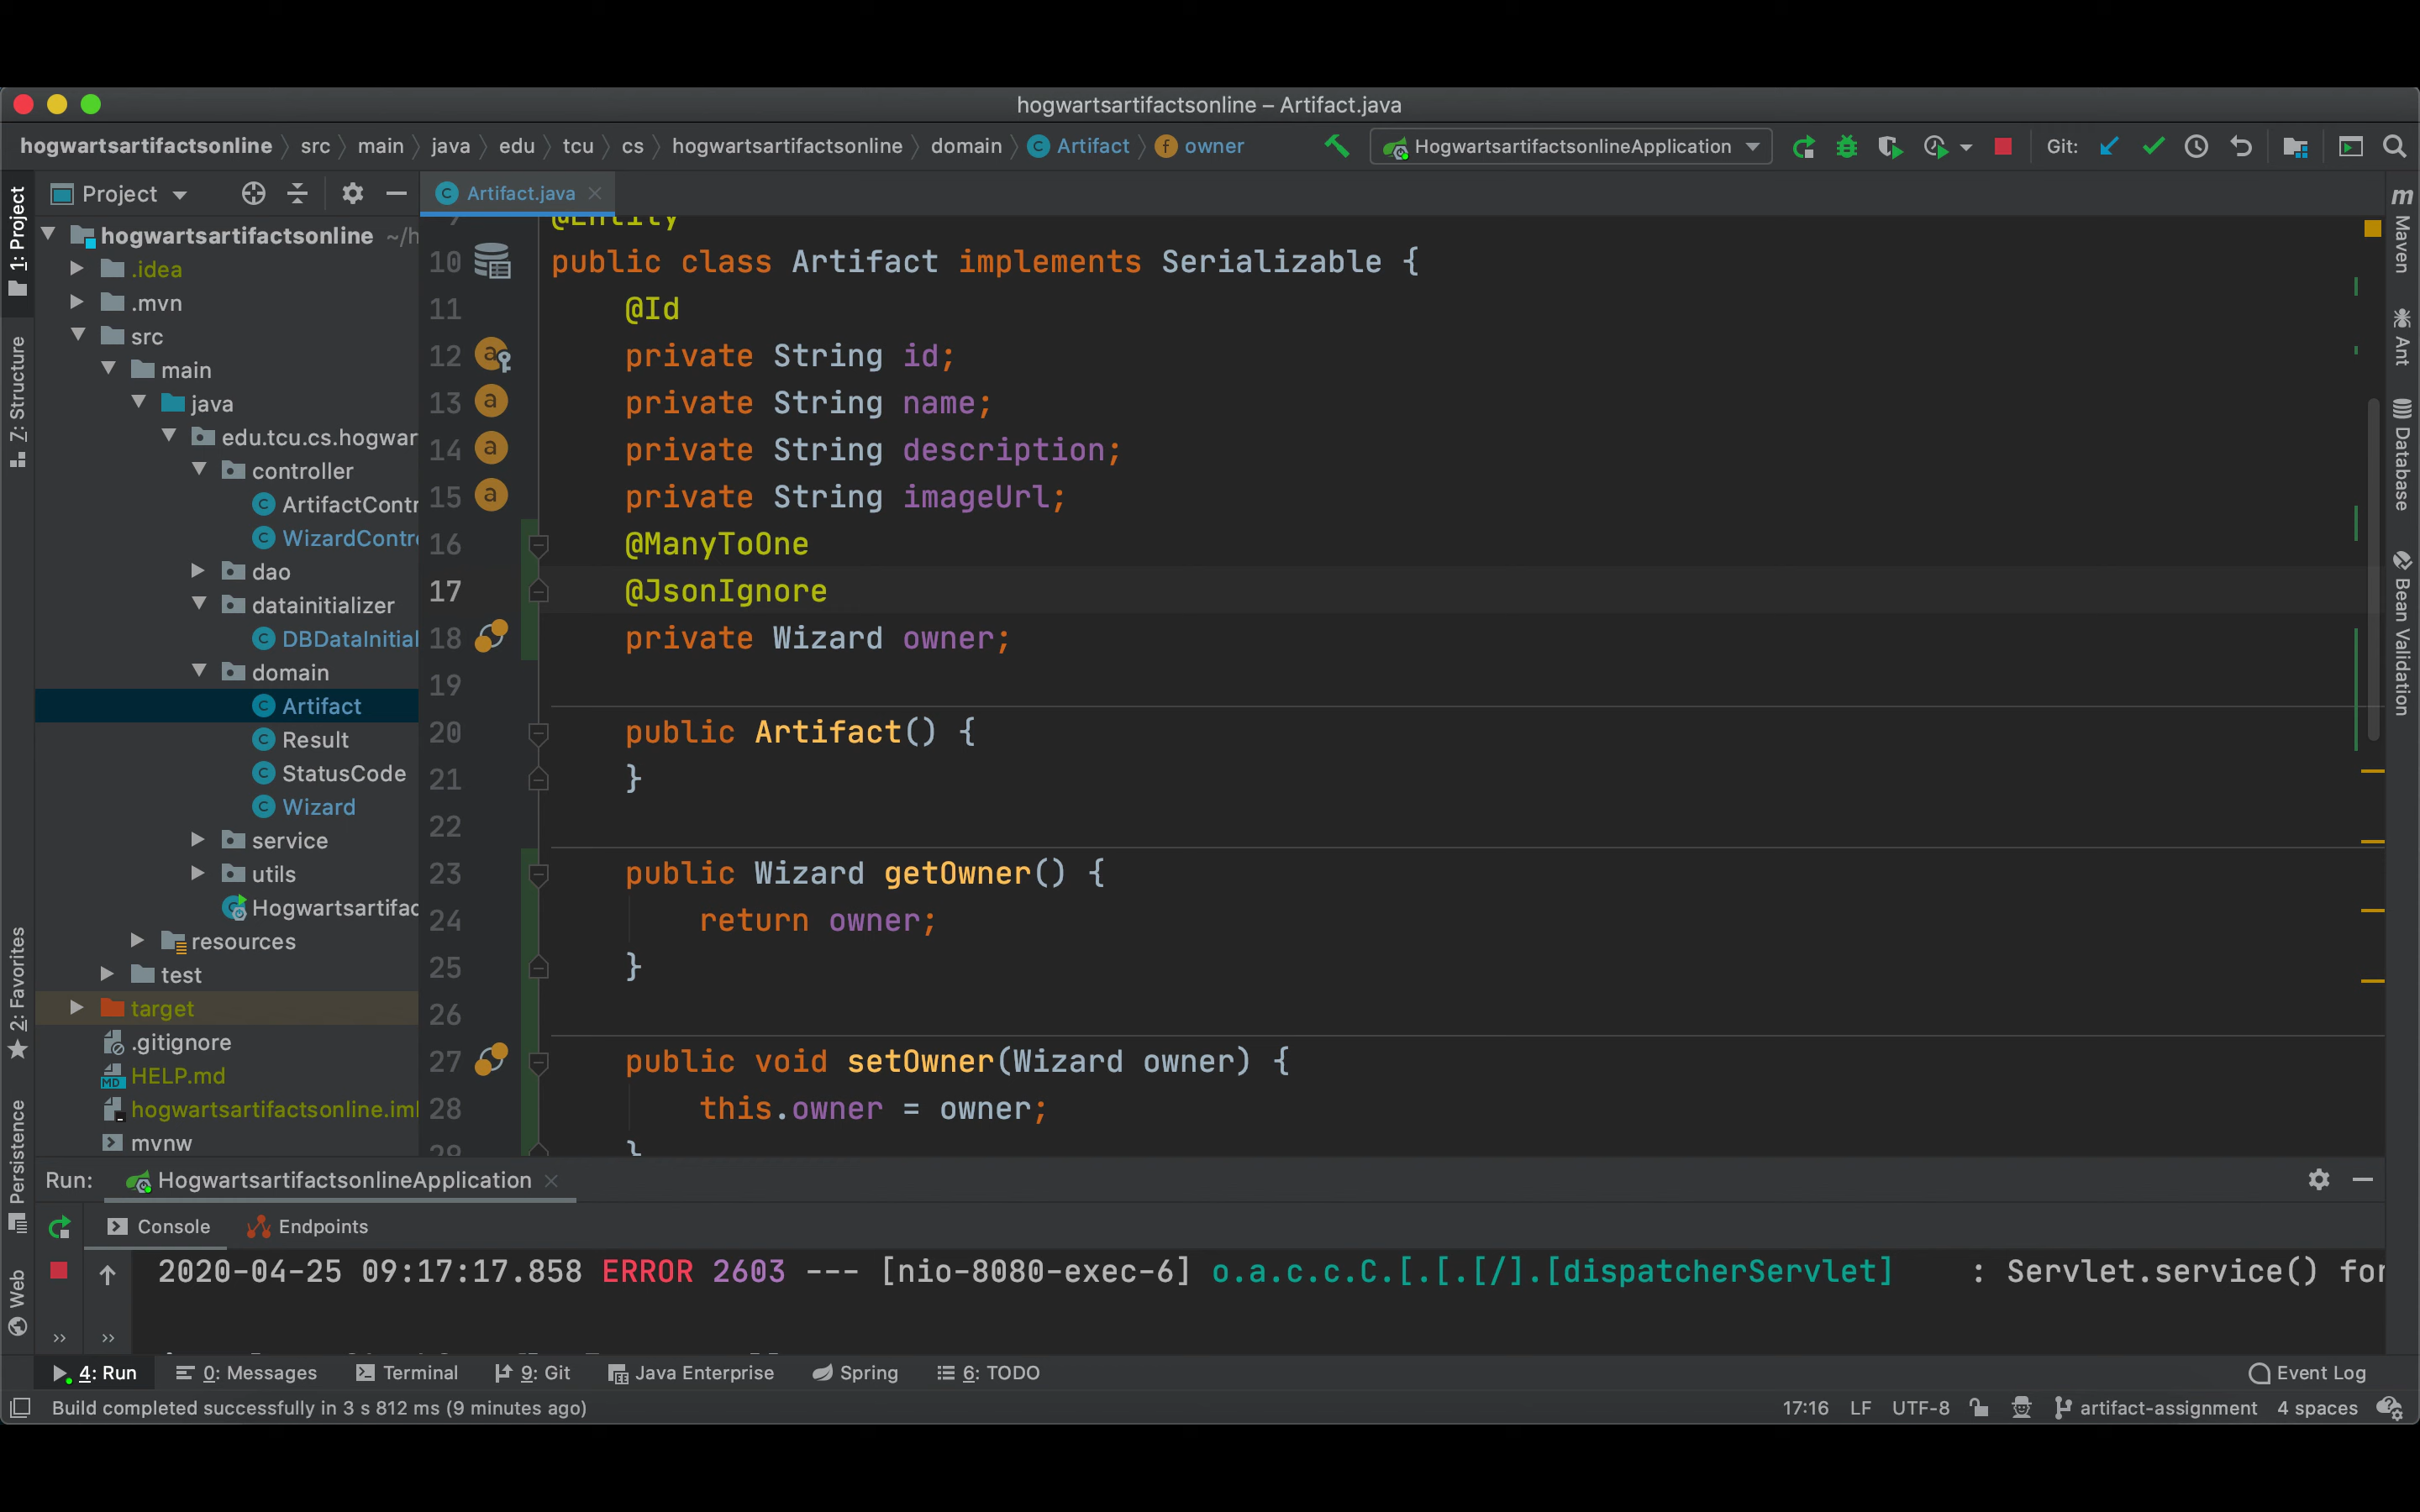 hogwartsartifactsonline – Artifact.java
hogwartsartifactsonline src main java edu tcu cs hogwartsartifactsonline domain Artifact owner
HogwartsartifactsonlineApplication
Git:
1: Project
Z: Structure
2: Favorites
Persistence
Web
Project
hogwartsartifactsonline ~/h
.idea
.mvn
src
main
java
edu.tcu.cs.hogwar
controller
ArtifactContr
WizardContr
dao
datainitializer
DBDataInitial
domain
Artifact
Result
StatusCode
Wizard
service
utils
Hogwartsartifac
resources
test
target
.gitignore
HELP.md
hogwartsartifactsonline.iml
mvnw
Artifact.java
@Entity
10 public class Artifact implements Serializable {
11 @Id
12 private String id;
13 private String name;
14 private String description;
15 private String imageUrl;
16 @ManyToOne
17 @JsonIgnore
18 private Wizard owner;
19
20 public Artifact() {
21 }
22
23 public Wizard getOwner() {
24 return owner;
25 }
26
27 public void setOwner(Wizard owner) {
28 this.owner = owner;
29 }
Maven
Ant
Database
Bean Validation
Run: HogwartsartifactsonlineApplication
Console Endpoints
2020-04-25 09:17:17.858 ERROR 2603 --- [nio-8080-exec-6] o.a.c.c.C.[.[.[/].[dispatcherServlet] : Servlet.service() for
4: Run 0: Messages Terminal 9: Git Java Enterprise Spring 6: TODO Event Log
Build completed successfully in 3 s 812 ms (9 minutes ago) 17:16 LF UTF-8 artifact-assignment 4 spaces